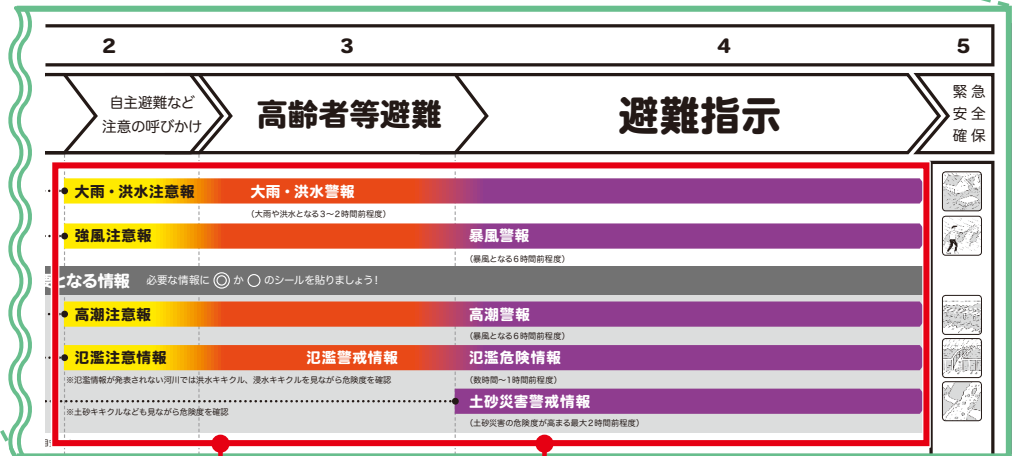 2 3 4 5
自主避難など
注意の呼びかけ
高齢者等避難
避難指示
緊急
安全
確保
大雨・洪水注意報 大雨・洪水警報
(大雨や洪水となる3〜2時間前程度)
強風注意報 暴風警報
(暴風となる6時間前程度)
となる情報 必要な情報に◎か○のシールを貼りましょう!
高潮注意報 高潮警報
(暴風となる6時間前程度)
氾濫注意情報 氾濫警戒情報 氾濫危険情報
※氾濫情報が発表されない河川では洪水キキクル、浸水キキクルを見ながら危険度を確認 (数時間〜1時間前程度)
土砂災害警戒情報
※土砂キキクルなども見ながら危険度を確認
(土砂災害の危険度が高まる最大2時間前程度)